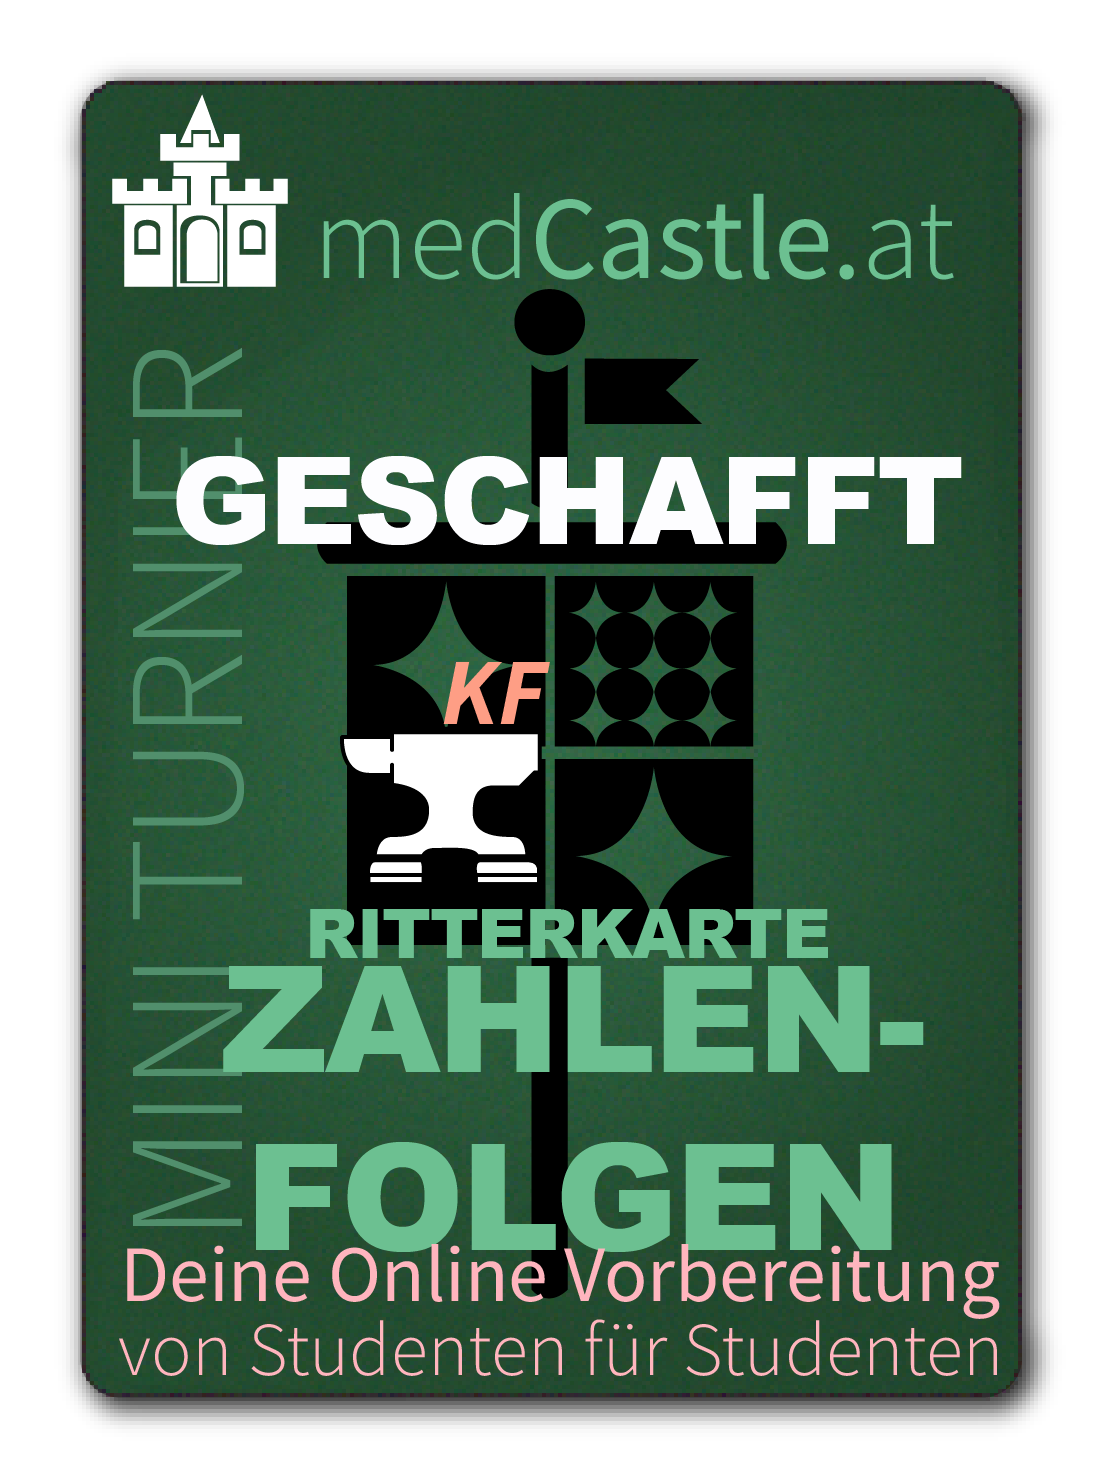 medCastle.at
MINI TURNIER
GESCHAFFT
KF
RITTERKARTE
ZAHLEN-
FOLGEN
Deine Online Vorbereitung
von Studenten für Studenten